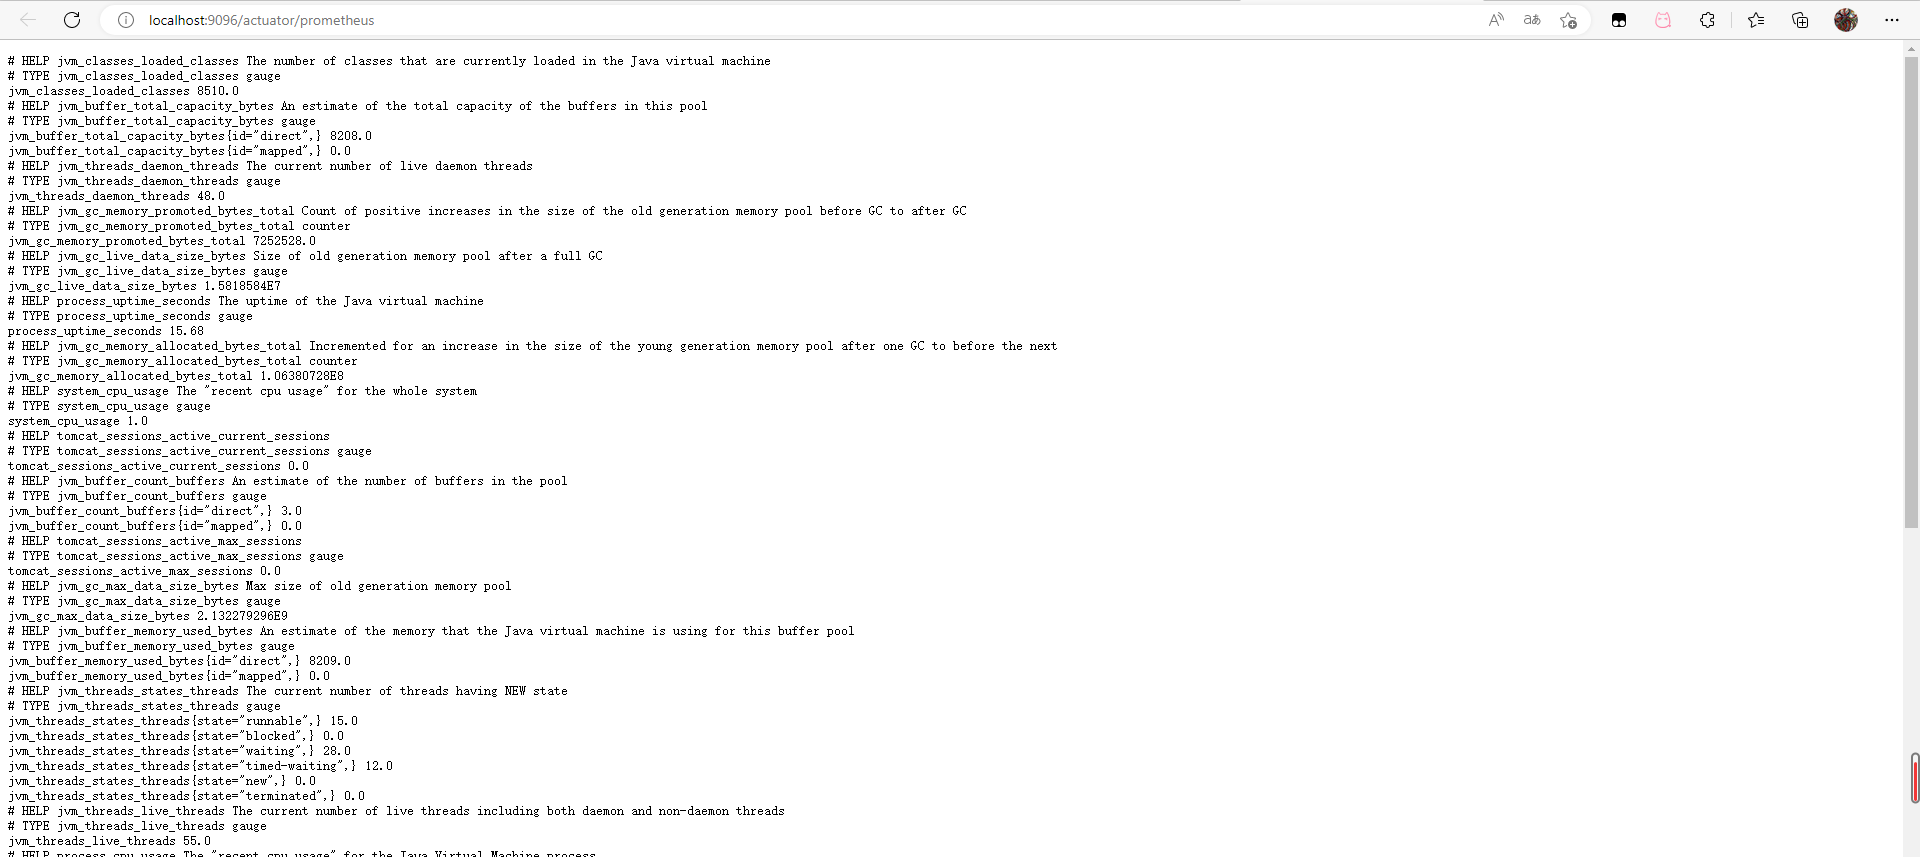 localhost:9096/actuator/prometheus
# HELP jvm_classes_loaded_classes The number of classes that are currently loaded in the Java virtual machine
# TYPE jvm_classes_loaded_classes gauge
jvm_classes_loaded_classes 8510.0
# HELP jvm_buffer_total_capacity_bytes An estimate of the total capacity of the buffers in this pool
# TYPE jvm_buffer_total_capacity_bytes gauge
jvm_buffer_total_capacity_bytes{id="direct",} 8208.0
jvm_buffer_total_capacity_bytes{id="mapped",} 0.0
# HELP jvm_threads_daemon_threads The current number of live daemon threads
# TYPE jvm_threads_daemon_threads gauge
jvm_threads_daemon_threads 48.0
# HELP jvm_gc_memory_promoted_bytes_total Count of positive increases in the size of the old generation memory pool before GC to after GC
# TYPE jvm_gc_memory_promoted_bytes_total counter
jvm_gc_memory_promoted_bytes_total 7252528.0
# HELP jvm_gc_live_data_size_bytes Size of old generation memory pool after a full GC
# TYPE jvm_gc_live_data_size_bytes gauge
jvm_gc_live_data_size_bytes 1.5818584E7
# HELP process_uptime_seconds The uptime of the Java virtual machine
# TYPE process_uptime_seconds gauge
process_uptime_seconds 15.68
# HELP jvm_gc_memory_allocated_bytes_total Incremented for an increase in the size of the young generation memory pool after one GC to before the next
# TYPE jvm_gc_memory_allocated_bytes_total counter
jvm_gc_memory_allocated_bytes_total 1.06380728E8
# HELP system_cpu_usage The "recent cpu usage" for the whole system
# TYPE system_cpu_usage gauge
system_cpu_usage 1.0
# HELP tomcat_sessions_active_current_sessions
# TYPE tomcat_sessions_active_current_sessions gauge
tomcat_sessions_active_current_sessions 0.0
# HELP jvm_buffer_count_buffers An estimate of the number of buffers in the pool
# TYPE jvm_buffer_count_buffers gauge
jvm_buffer_count_buffers{id="direct",} 3.0
jvm_buffer_count_buffers{id="mapped",} 0.0
# HELP tomcat_sessions_active_max_sessions
# TYPE tomcat_sessions_active_max_sessions gauge
tomcat_sessions_active_max_sessions 0.0
# HELP jvm_gc_max_data_size_bytes Max size of old generation memory pool
# TYPE jvm_gc_max_data_size_bytes gauge
jvm_gc_max_data_size_bytes 2.132279296E9
# HELP jvm_buffer_memory_used_bytes An estimate of the memory that the Java virtual machine is using for this buffer pool
# TYPE jvm_buffer_memory_used_bytes gauge
jvm_buffer_memory_used_bytes{id="direct",} 8209.0
jvm_buffer_memory_used_bytes{id="mapped",} 0.0
# HELP jvm_threads_states_threads The current number of threads having NEW state
# TYPE jvm_threads_states_threads gauge
jvm_threads_states_threads{state="runnable",} 15.0
jvm_threads_states_threads{state="blocked",} 0.0
jvm_threads_states_threads{state="waiting",} 28.0
jvm_threads_states_threads{state="timed-waiting",} 12.0
jvm_threads_states_threads{state="new",} 0.0
jvm_threads_states_threads{state="terminated",} 0.0
# HELP jvm_threads_live_threads The current number of live threads including both daemon and non-daemon threads
# TYPE jvm_threads_live_threads gauge
jvm_threads_live_threads 55.0
# HELP process_cpu_usage The "recent cpu usage" for the Java Virtual Machine process